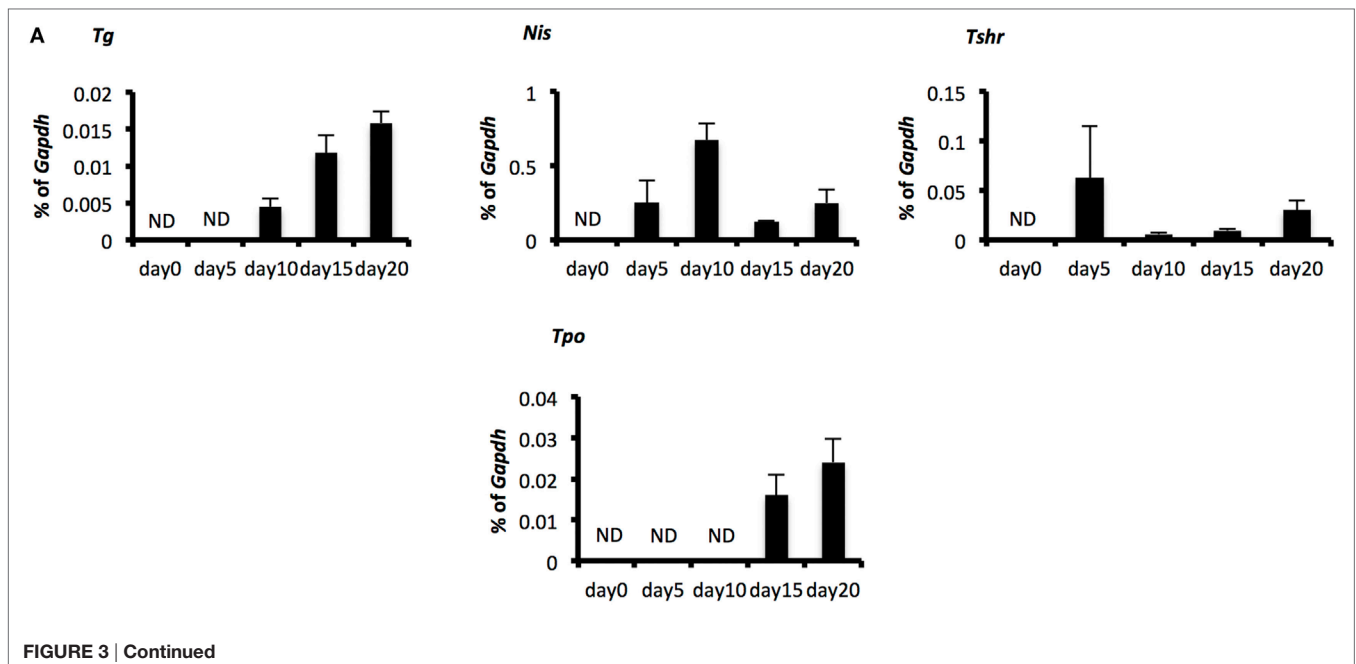 A Tg Nis Tshr
% of Gapdh
0.02
0.015
0.01
0.005
0
ND ND
day0 day5 day10 day15 day20
% of Gapdh
1
0.5
0
ND
day0 day5 day10 day15 day20
% of Gapdh
0.15
0.1
0.05
0
ND
day0 day5 day10 day15 day20
Tpo
% of Gapdh
0.04
0.03
0.02
0.01
0
ND ND ND
day0 day5 day10 day15 day20
FIGURE 3 | Continued